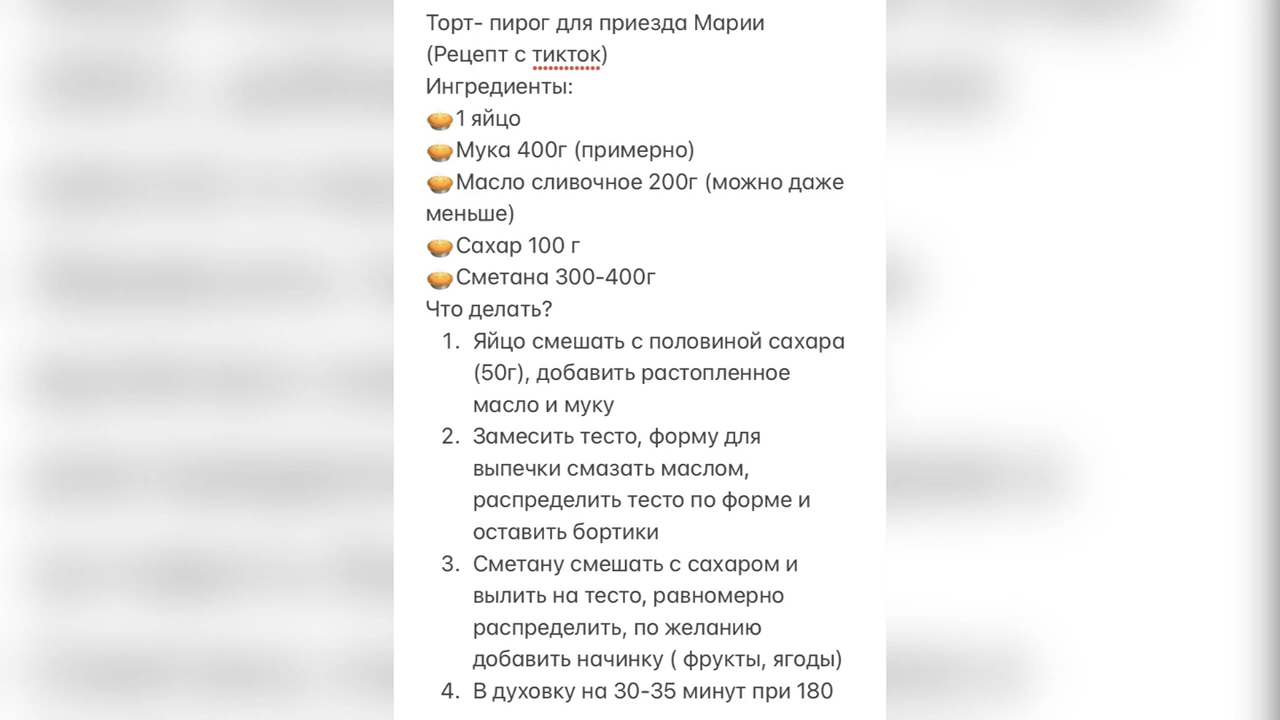 Торт- пирог для приезда Марии
(Рецепт с тикток)
Ингредиенты:
🥧1 яйцо
🥧Мука 400г (примерно)
🥧Масло сливочное 200г (можно даже
меньше)
🥧Сахар 100 г
🥧Сметана 300-400г
Что делать?
1. Яйцо смешать с половиной сахара
(50г), добавить растопленное
масло и муку
2. Замесить тесто, форму для
выпечки смазать маслом,
распределить тесто по форме и
оставить бортики
3. Сметану смешать с сахаром и
вылить на тесто, равномерно
распределить, по желанию
добавить начинку ( фрукты, ягоды)
4. В духовку на 30-35 минут при 180